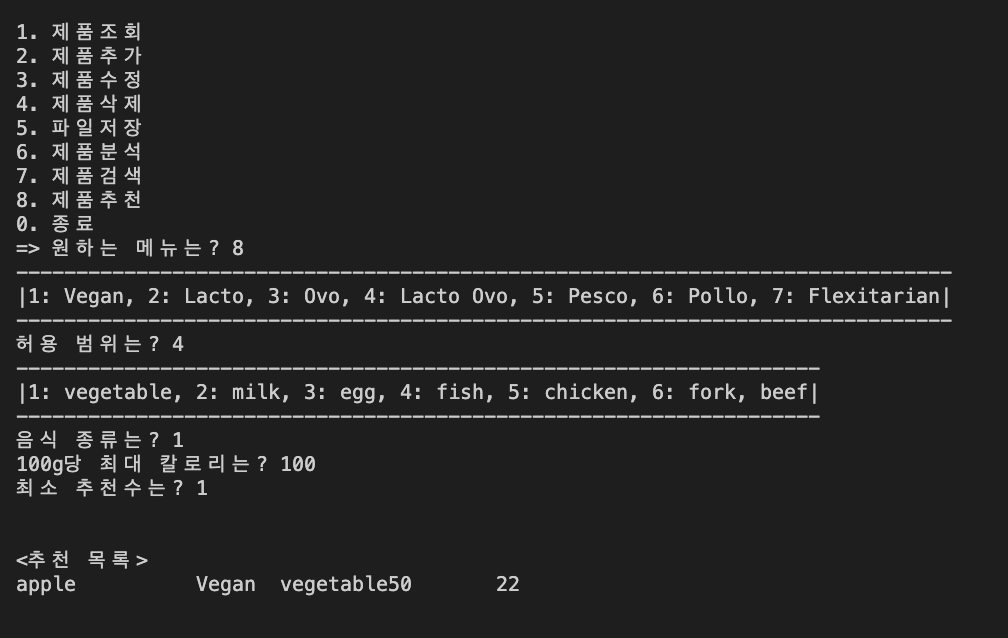 1. 제품조회
2. 제품추가
3. 제품수정
4. 제품삭제
5. 파일저장
6. 제품분석
7. 제품검색
8. 제품추천
0. 종료
=> 원하는 메뉴는? 8
------------------------------------------------------------------------------
|1: Vegan, 2: Lacto, 3: Ovo, 4: Lacto Ovo, 5: Pesco, 6: Pollo, 7: Flexitarian|
------------------------------------------------------------------------------
허용 범위는? 4
-------------------------------------------------------------------
|1: vegetable, 2: milk, 3: egg, 4: fish, 5: chicken, 6: fork, beef|
-------------------------------------------------------------------
음식 종류는? 1
100g당 최대 칼로리는? 100
최소 추천수는? 1
<추천 목록>
apple Vegan vegetable50 22